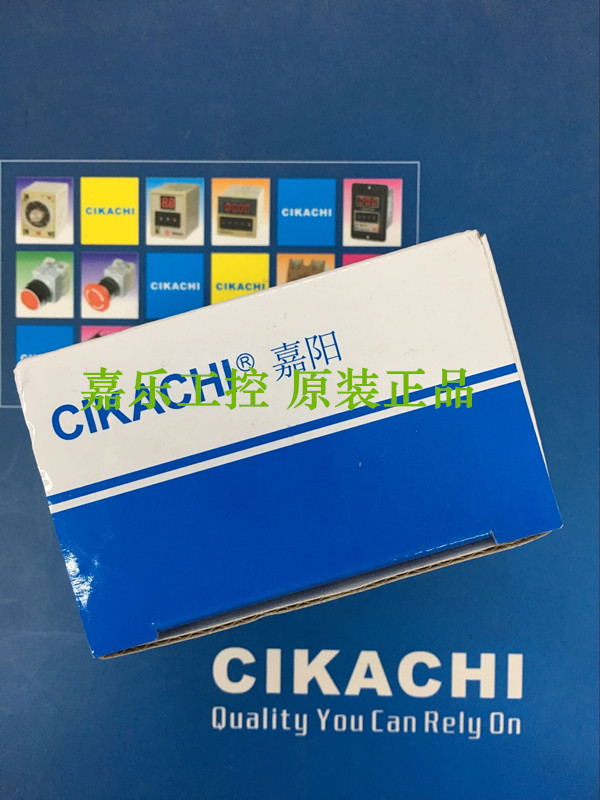 CIKACHI
CIKACHI
CIKACHI
CIKACHI
CIKACHI® 嘉阳
嘉乐工控 原装正品
CIKACHI
Quality You Can Rely On